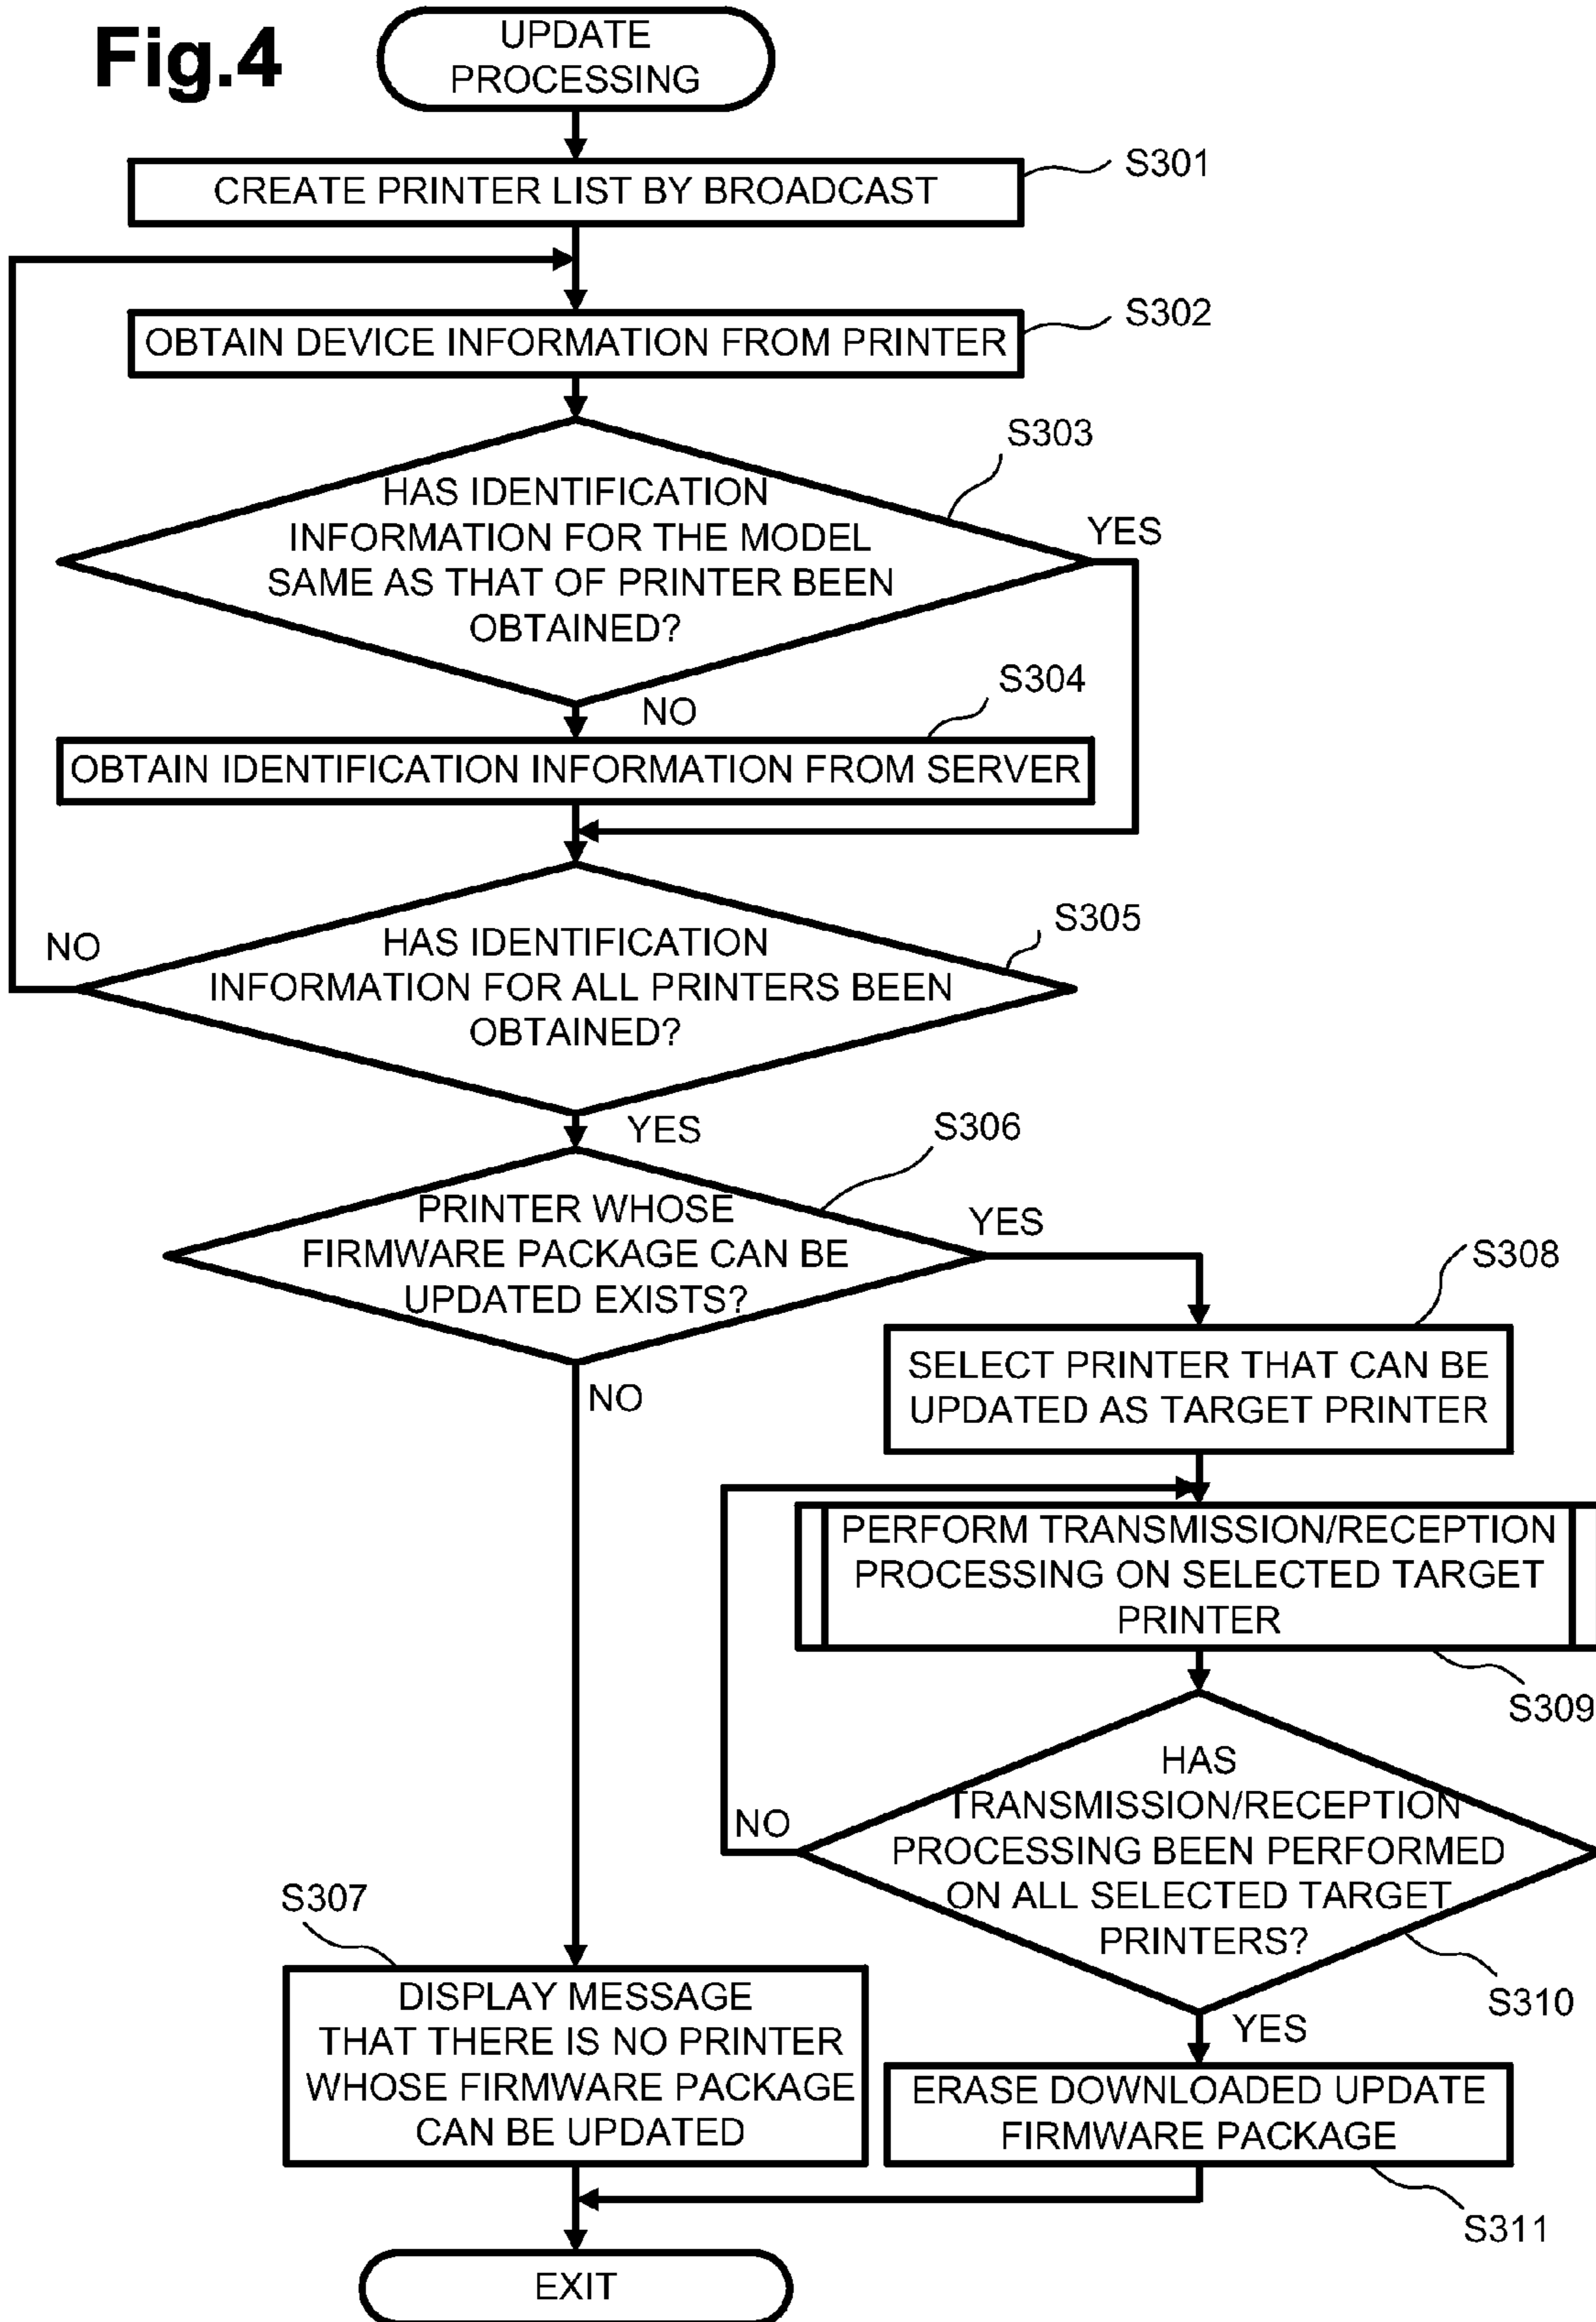 Fig.4
UPDATE
PROCESSING
S301
CREATE PRINTER LIST BY BROADCAST
S302
OBTAIN DEVICE INFORMATION FROM PRINTER
S303
HAS IDENTIFICATION
INFORMATION FOR THE MODEL
SAME AS THAT OF PRINTER BEEN
OBTAINED?
YES
NO
S304
OBTAIN IDENTIFICATION INFORMATION FROM SERVER
S305
NO
HAS IDENTIFICATION
INFORMATION FOR ALL PRINTERS BEEN
OBTAINED?
YES
S306
PRINTER WHOSE
FIRMWARE PACKAGE CAN BE
UPDATED EXISTS?
YES
NO
S308
SELECT PRINTER THAT CAN BE
UPDATED AS TARGET PRINTER
PERFORM TRANSMISSION/RECEPTION
PROCESSING ON SELECTED TARGET
PRINTER
S309
HAS
TRANSMISSION/RECEPTION
PROCESSING BEEN PERFORMED
ON ALL SELECTED TARGET
PRINTERS?
NO
S310
YES
S307
DISPLAY MESSAGE
THAT THERE IS NO PRINTER
WHOSE FIRMWARE PACKAGE
CAN BE UPDATED
ERASE DOWNLOADED UPDATE
FIRMWARE PACKAGE
S311
EXIT